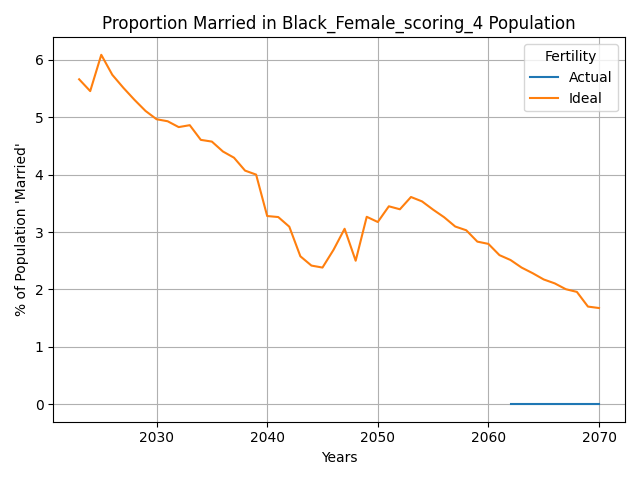 Proportion Married in Black_Female_scoring_4 Population
Fertility
Actual
Ideal
% of Population 'Married'
6
5
4
3
2
1
0
2030 2040 2050 2060 2070
Years